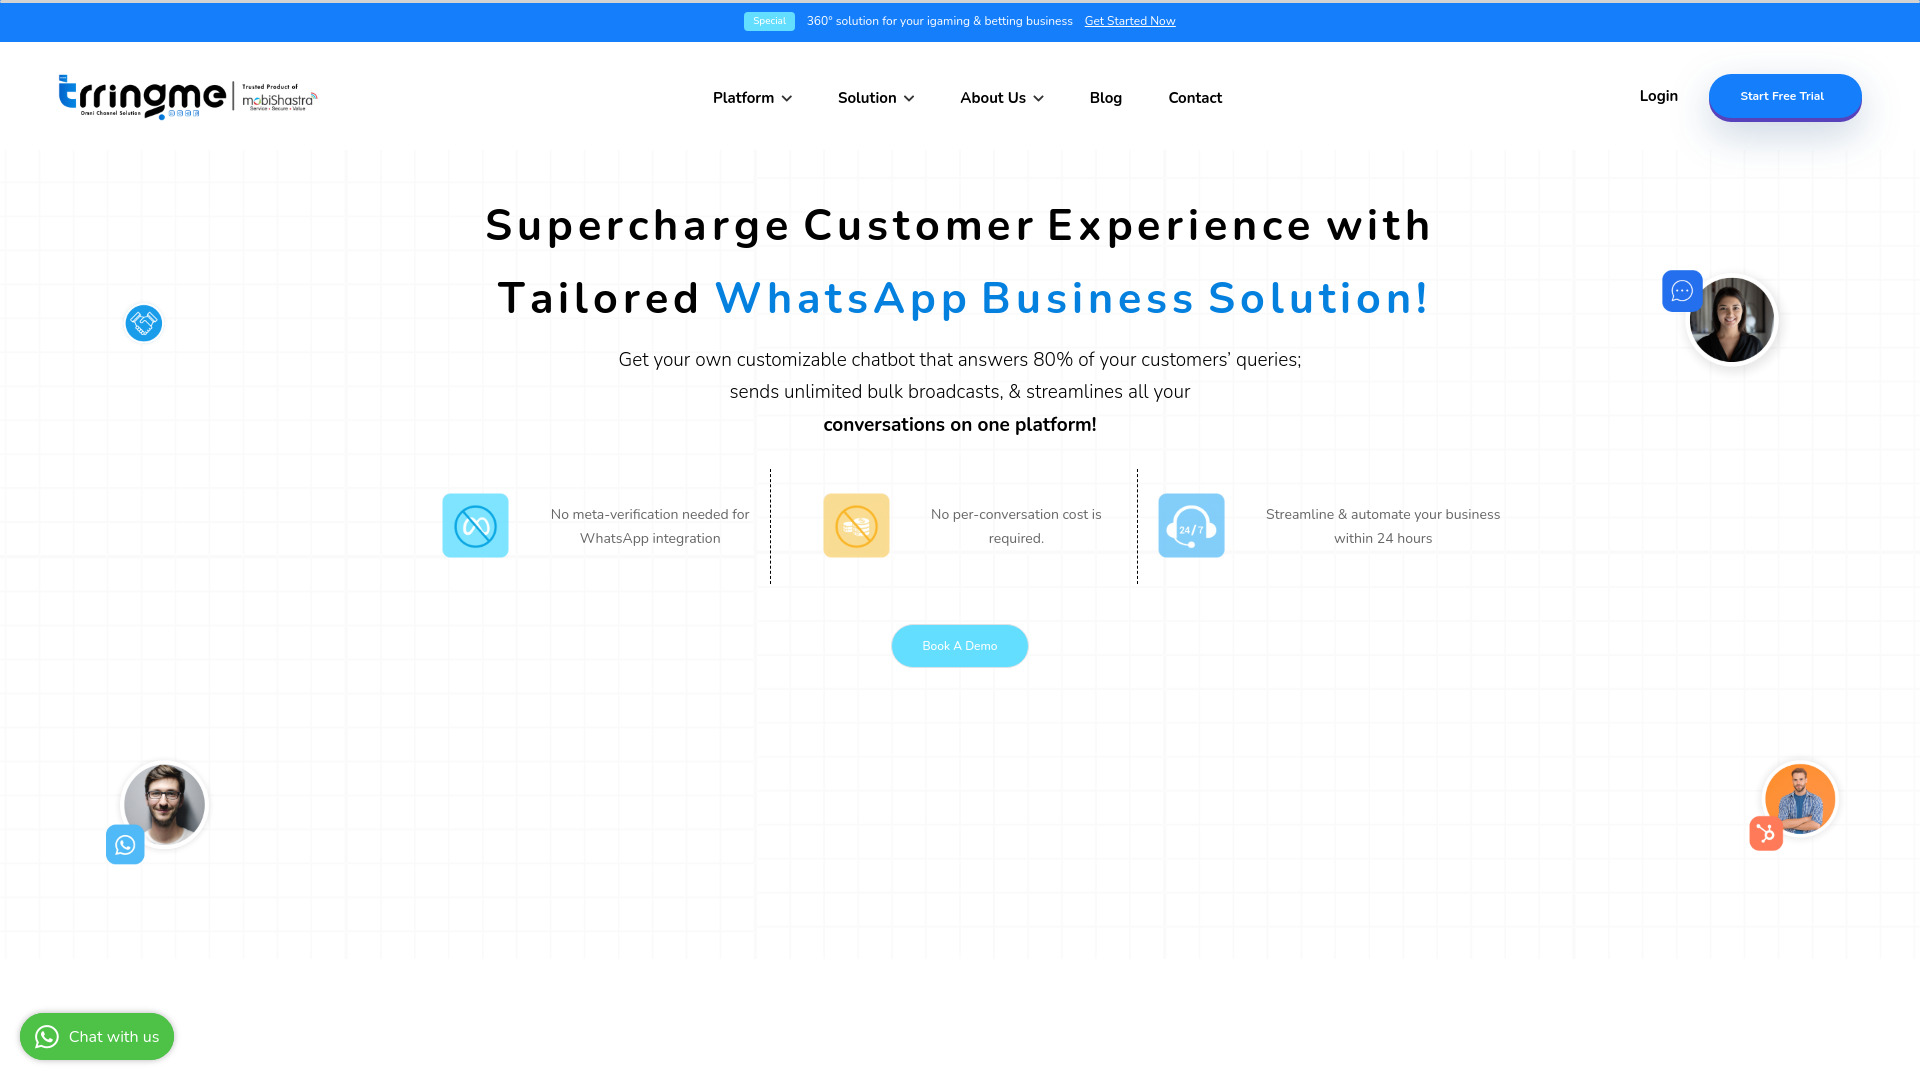 Special 360° solution for your igaming & betting business Get Started Now
trringme
Omni Channel Solution
Trusted Product of
mobiShastra
Service • Secure • Value
Platform Solution About Us Blog Contact
Login
Start Free Trial
Supercharge Customer Experience with
Tailored WhatsApp Business Solution!
Get your own customizable chatbot that answers 80% of your customers’ queries;
sends unlimited bulk broadcasts, & streamlines all your
conversations on one platform!
No meta-verification needed for
WhatsApp integration
No per-conversation cost is
required.
24/7
Streamline & automate your business
within 24 hours
Book A Demo
Chat with us